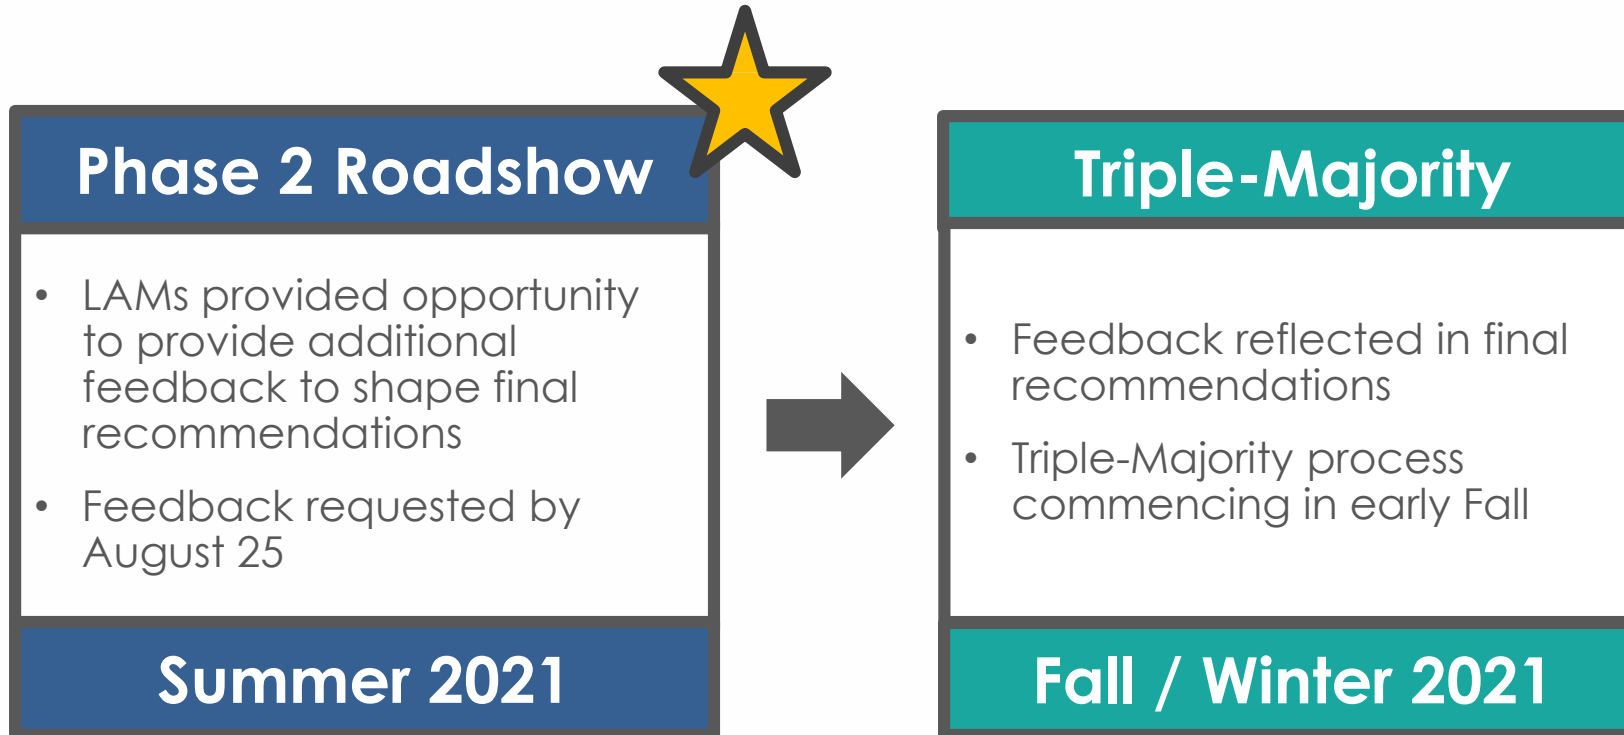 Phase 2 Roadshow
• LAMs provided opportunity
to provide additional
feedback to shape final
recommendations
• Feedback requested by
August 25
Summer 2021
Triple-Majority
• Feedback reflected in final
recommendations
• Triple-Majority process
commencing in early Fall
Fall / Winter 2021